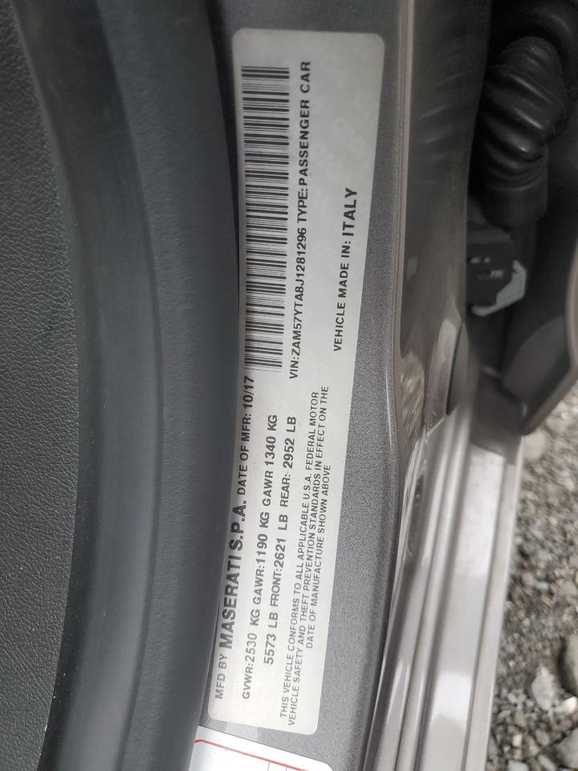 MFD BY MASERATI S.P.A. DATE OF MFR: 10/17
GVWR:2530 KG GAWR:1190 KG GAWR 1340 KG
5573 LB FRONT:2621 LB REAR: 2952 LB
THIS VEHICLE CONFORMS TO ALL APPLICABLE U.S.A. FEDERAL MOTOR
VEHICLE SAFETY AND THEFT PREVENTION STANDARDS IN EFFECT ON THE
DATE OF MANUFACTURE SHOWN ABOVE
VIN:ZAM57YTA8J1281296 TYPE:PASSENGER CAR
VEHICLE MADE IN: ITALY